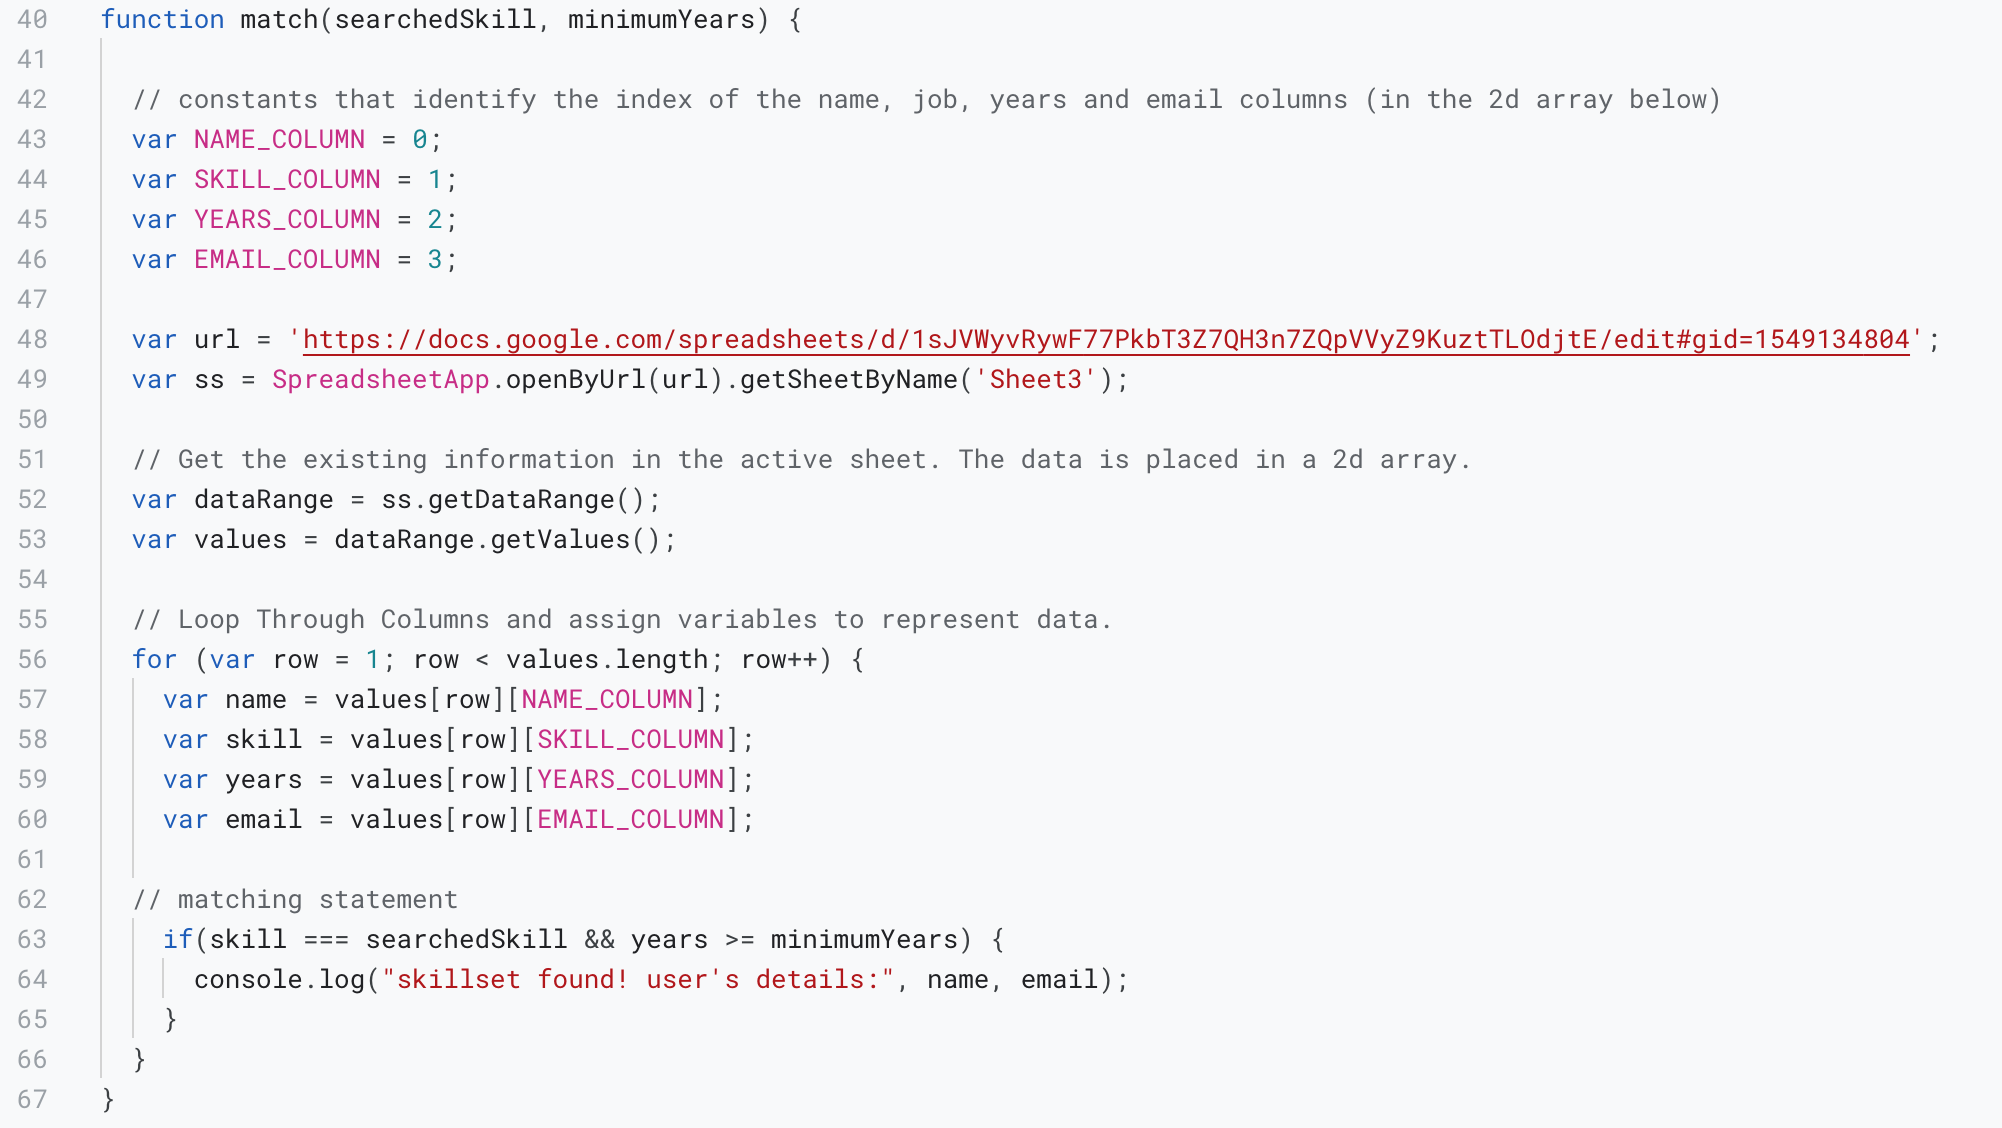 40 function match(searchedSkill, minimumYears) {
41
42 // constants that identify the index of the name, job, years and email columns (in the 2d array below)
43 var NAME_COLUMN = 0;
44 var SKILL_COLUMN = 1;
45 var YEARS_COLUMN = 2;
46 var EMAIL_COLUMN = 3;
47
48 var url = 'https://docs.google.com/spreadsheets/d/1sJVWyvRywF77PkbT3Z7QH3n7ZQpVVyZ9KuztTLOdjtE/edit#gid=1549134804';
49 var ss = SpreadsheetApp.openByUrl(url).getSheetByName('Sheet3');
50
51 // Get the existing information in the active sheet. The data is placed in a 2d array.
52 var dataRange = ss.getDataRange();
53 var values = dataRange.getValues();
54
55 // Loop Through Columns and assign variables to represent data.
56 for (var row = 1; row < values.length; row++) {
57 var name = values[row][NAME_COLUMN];
58 var skill = values[row][SKILL_COLUMN];
59 var years = values[row][YEARS_COLUMN];
60 var email = values[row][EMAIL_COLUMN];
61
62 // matching statement
63 if(skill === searchedSkill && years >= minimumYears) {
64 console.log("skillset found! user's details:", name, email);
65 }
66 }
67 }